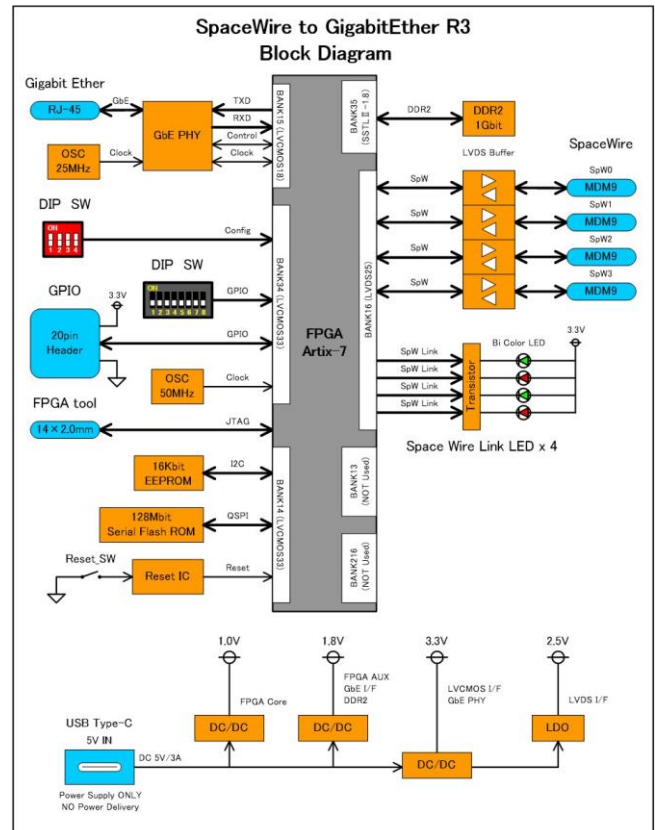 SpaceWire to GigabitEther R3
Block Diagram
Gigabit Ether
RJ-45
GbE
GbE PHY
TXD
RXD
Control
Clock
OSC
25MHz
Clock
BANK15 (LVCMOS18)
BANK35
(SSTLⅡ-1.8)
DDR2
DDR2
1Gbit
LVDS Buffer
SpaceWire
SpW
SpW0
MDM9
SpW
SpW1
MDM9
SpW
SpW2
MDM9
SpW
SpW3
MDM9
BANK16 (LVDS25)
DIP SW
ON
1 2 3 4
Config
DIP SW
ON
1 2 3 4 5 6 7 8
GPIO
GPIO
3.3V
20pin
Header
GPIO
BANK34 (LVCMOS33)
FPGA
Artix-7
OSC
50MHz
Clock
FPGA tool
14×2.0mm
JTAG
SpW Link
SpW Link
SpW Link
SpW Link
Transistor
Bi Color LED
3.3V
Space Wire Link LED x 4
16Kbit
EEPROM
I2C
128Mbit
Serial Flash ROM
QSPI
BANK14 (LVCMOS33)
BANK13
(NOT Used)
BANK216
(NOT Used)
Reset_SW
Reset IC
Reset
1.0V
FPGA Core
DC/DC
1.8V
FPGA AUX
GbE I/F
DDR2
DC/DC
3.3V
LVCMOS I/F
GbE PHY
DC/DC
2.5V
LVDS I/F
LDO
USB Type-C
5V IN
DC 5V/3A
Power Supply ONLY
NO Power Delivery